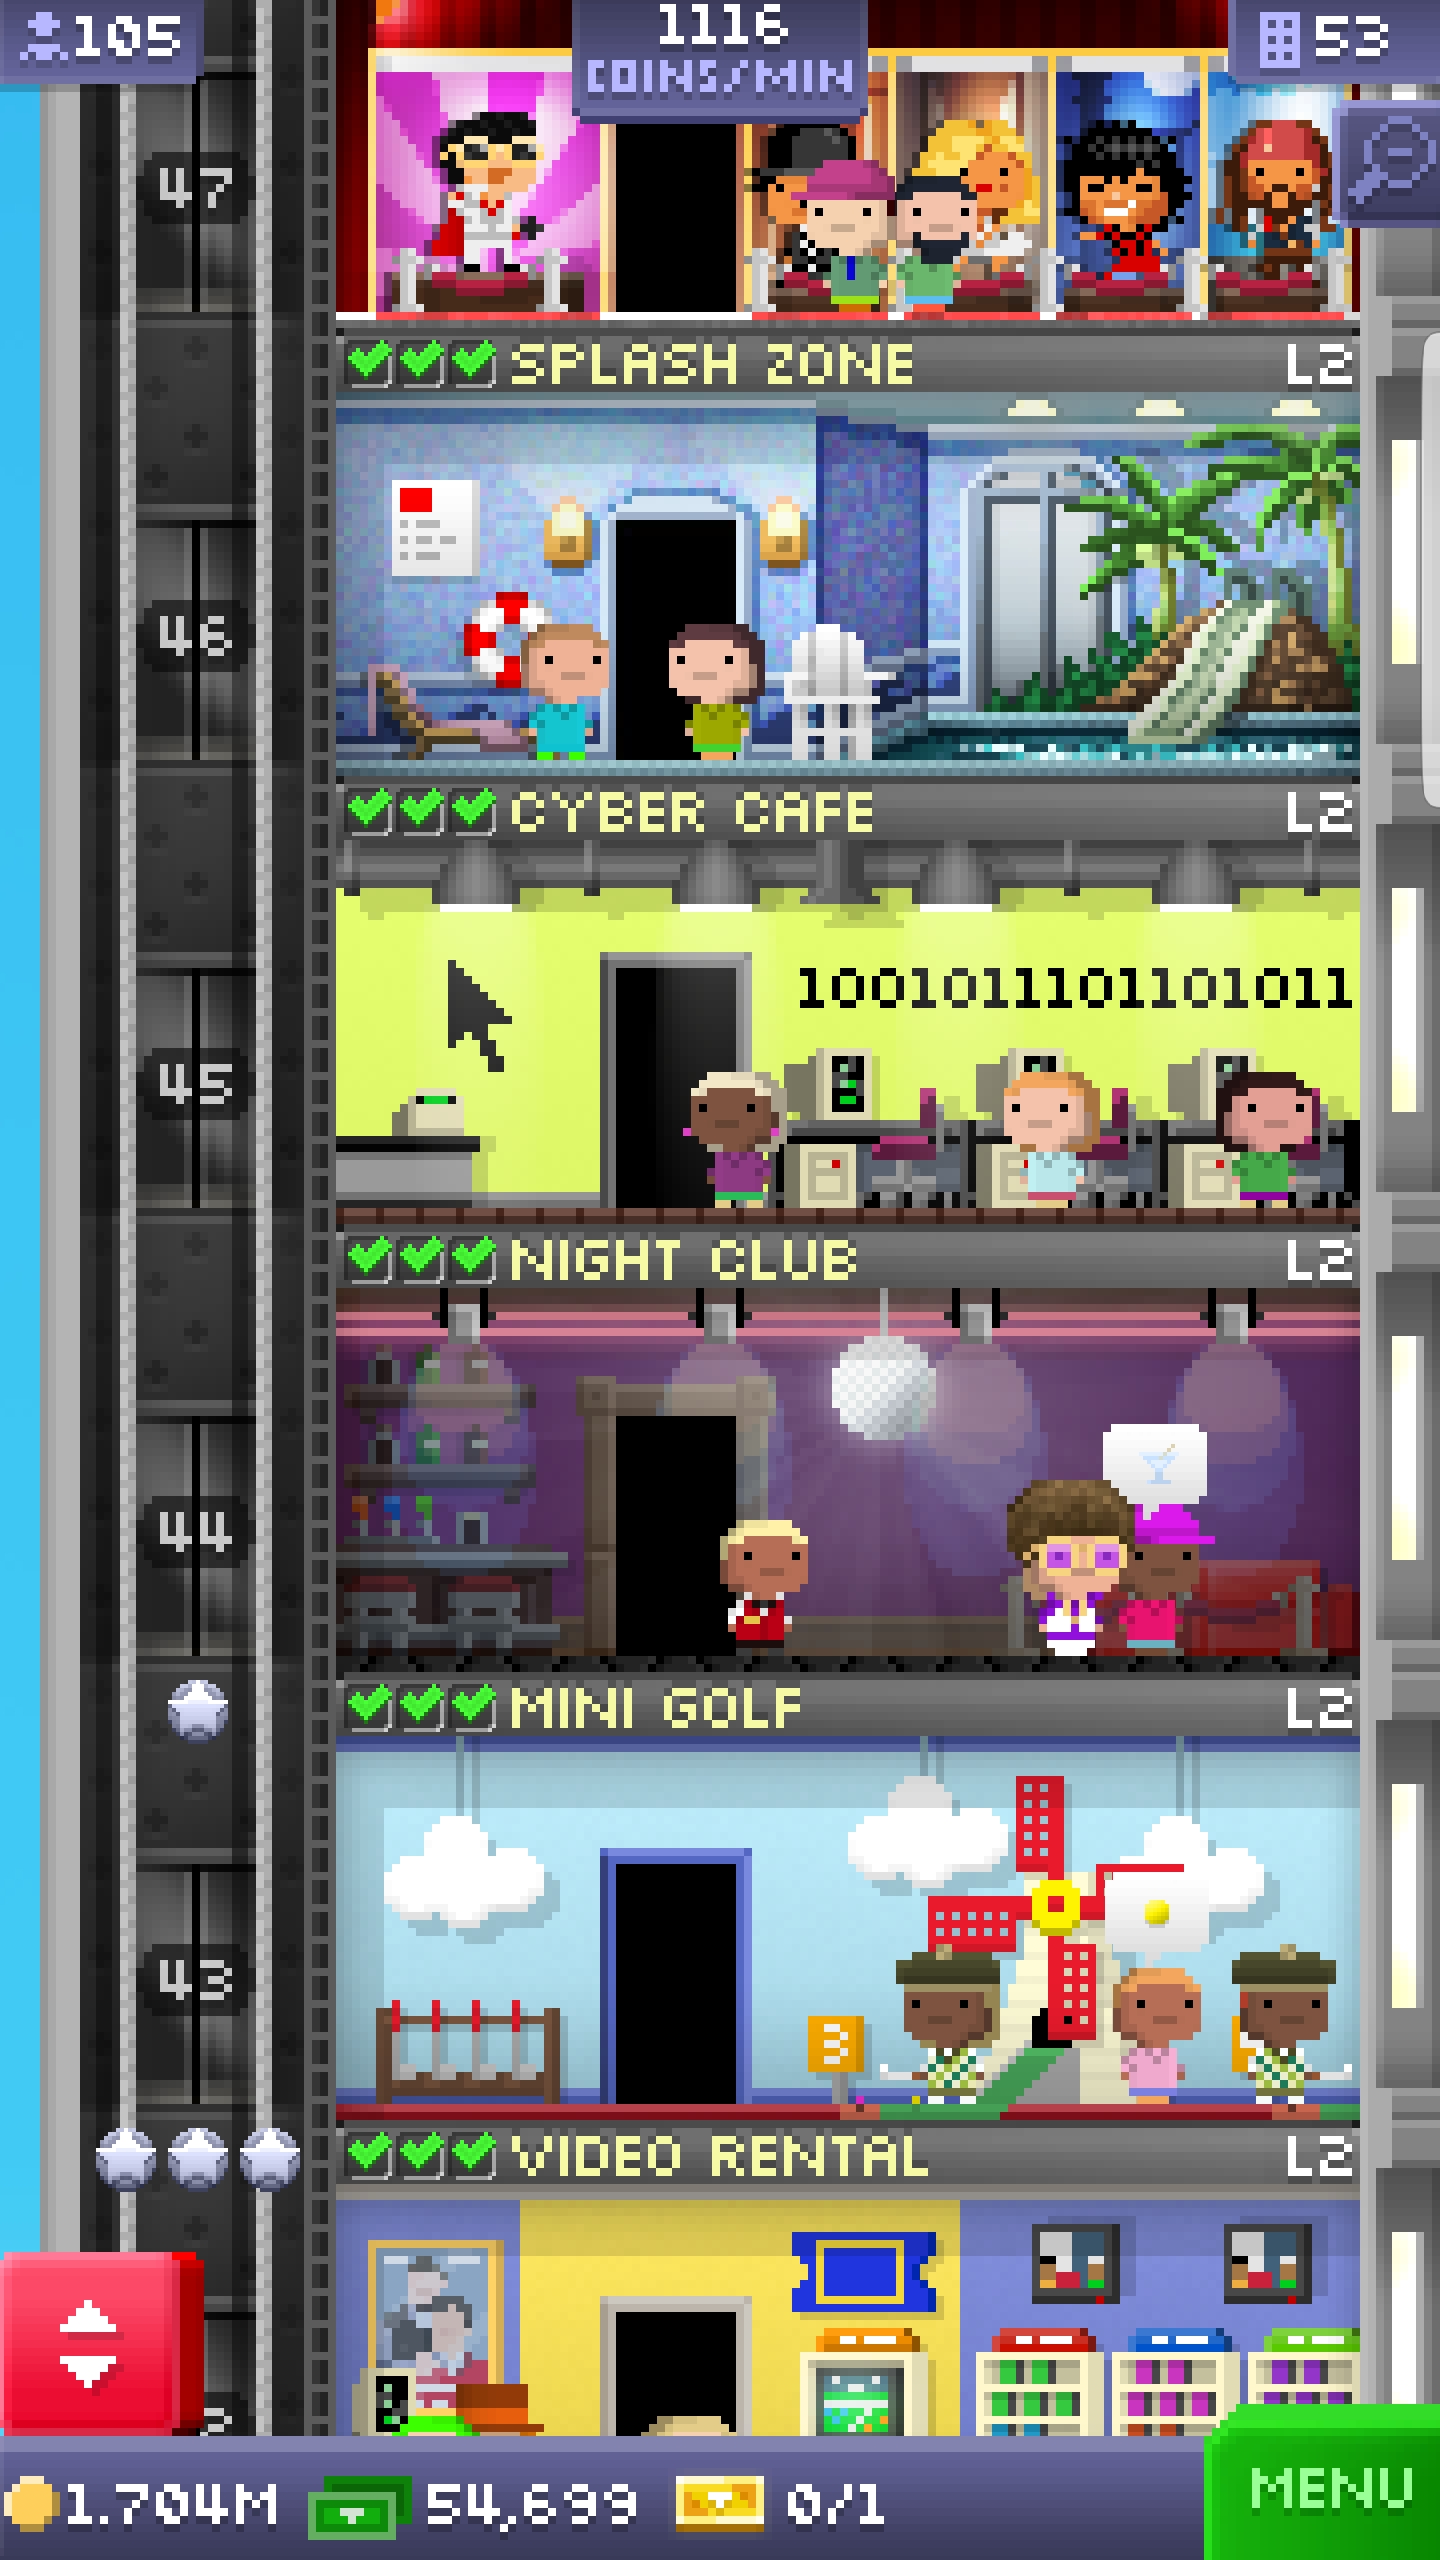 105
1116
COINS/MIN
53
47
SPLASH ZONE L2
46
CYBER CAFE L2
1001011101101011
45
NIGHT CLUB L2
44
MINI GOLF L2
43
3
VIDEO RENTAL L2
1.704M 54,699 0/1
MENU